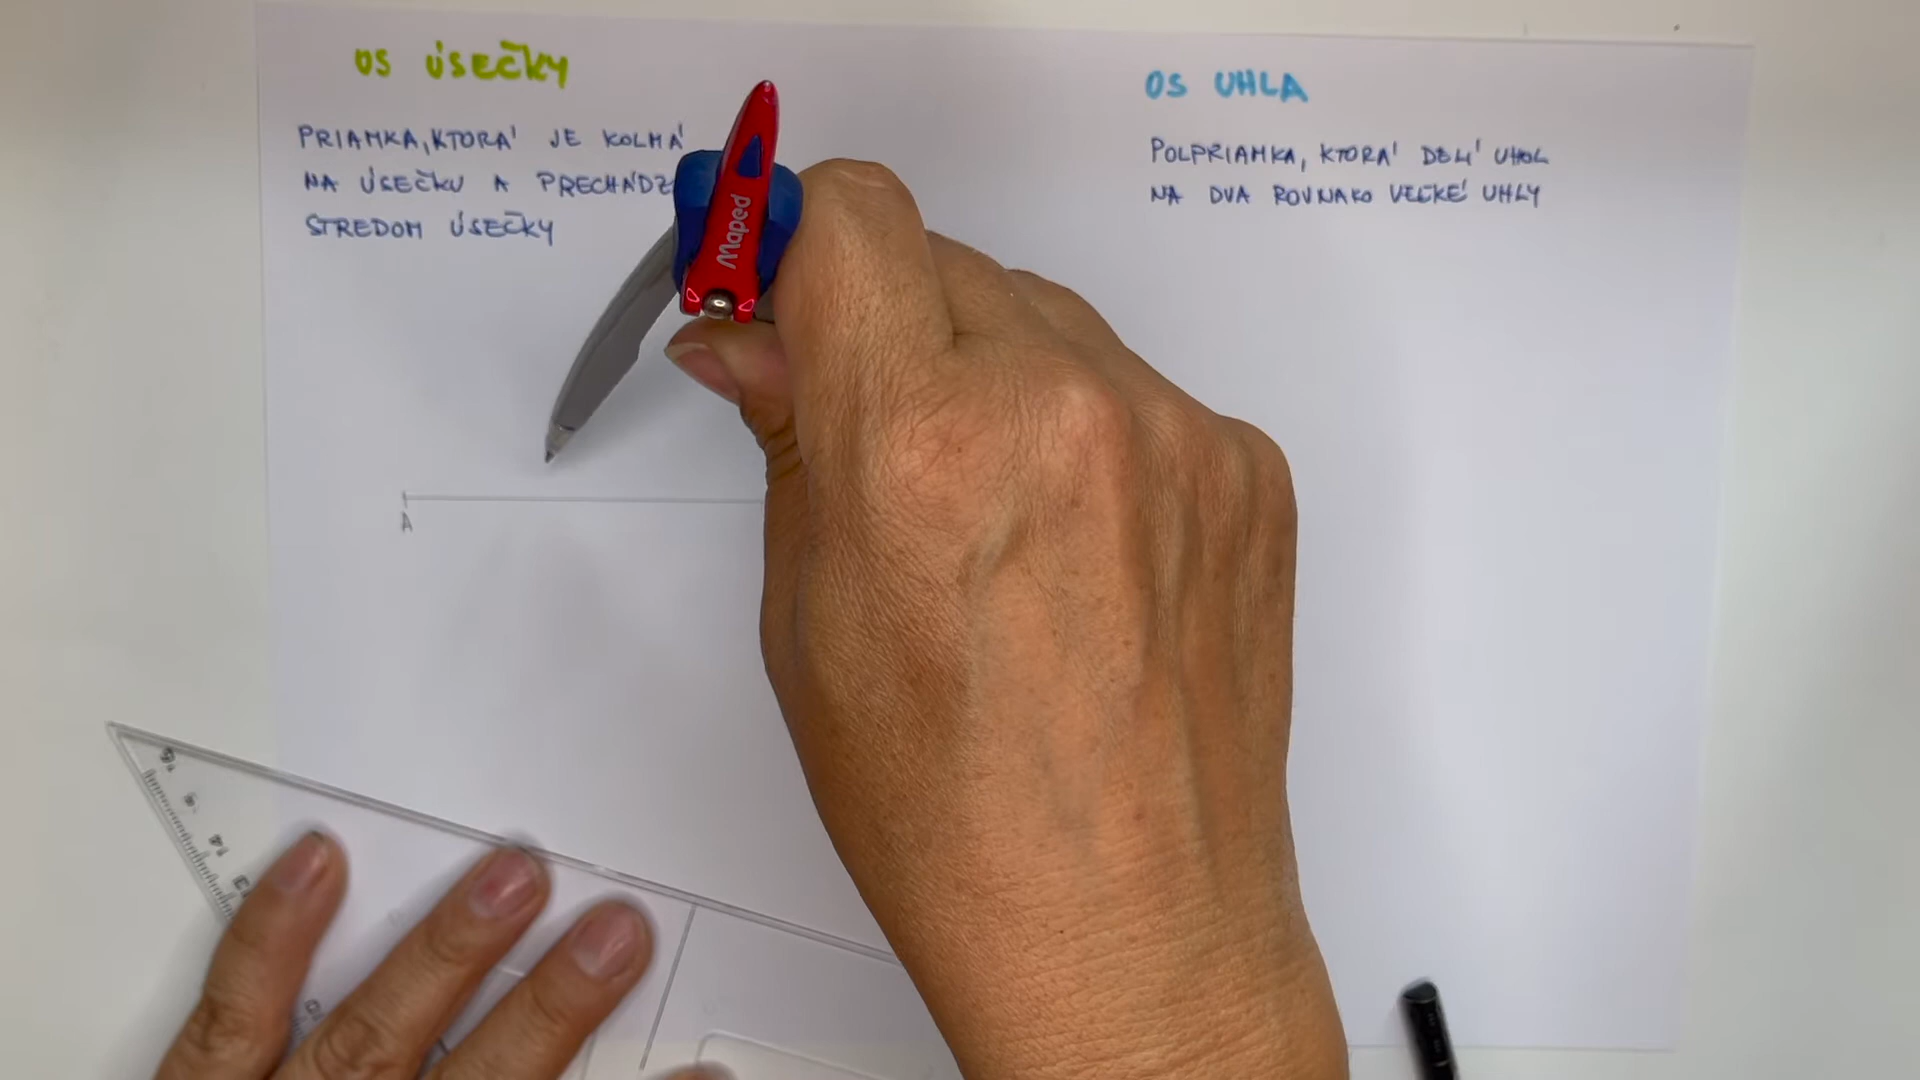 OS ÚSEČKY
PRIAMKA, KTORÁ JE KOLMÁ
NA ÚSEČKU A PRECHÁDZ
STREDOM ÚSEČKY
OS UHLA
POLPRIAMKA, KTORÁ DELÍ UHOL
NA DVA ROVNAKO VEĽKÉ UHLY
Maped
A